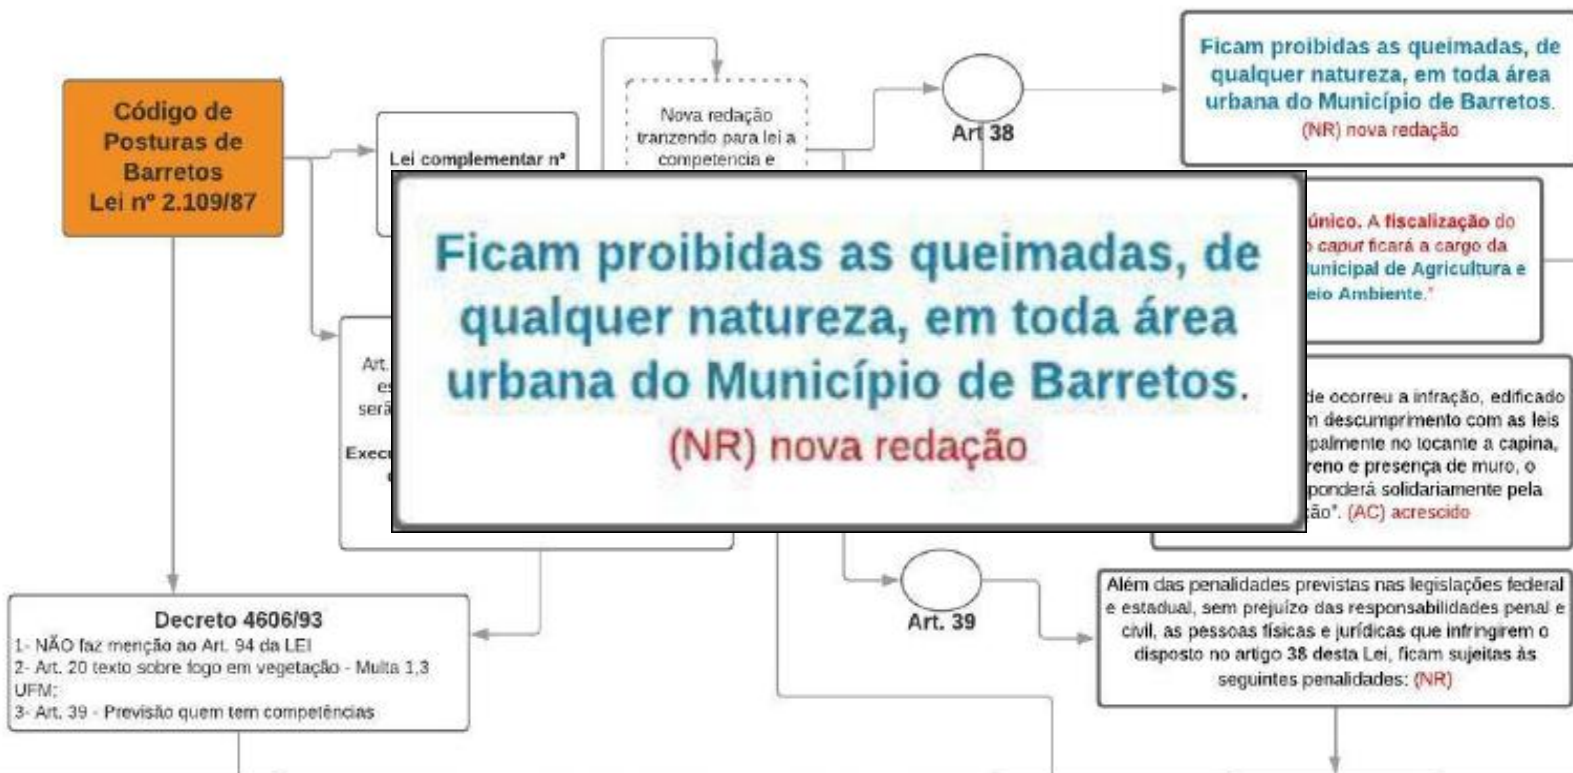 Código de
Posturas de
Barretos
Lei nº 2.109/87
Lei complementar nº
Nova redação
tranzendo para lei a
competencia e
Art 38
Ficam proibidas as queimadas, de
qualquer natureza, em toda área
urbana do Município de Barretos.
(NR) nova redação
único. A fiscalização do
caput ficará a cargo da
unicipal de Agricultura e
eio Ambiente."
Ficam proibidas as queimadas, de
qualquer natureza, em toda área
urbana do Município de Barretos.
(NR) nova redação
Art.
es
serã
Execu
de ocorreu a infração, edificado
descumprimento com as leis
palmente no tocante a capina,
reno e presença de muro, o
ponderá solidariamente pela
ção". (AC) acrescido
Decreto 4606/93
1- NÃO faz menção ao Art. 94 da LEI
2- Art. 20 texto sobre fogo em vegetação - Multa 1,3
UFM;
3- Art. 39 - Previsão quem tem competências
Art. 39
Além das penalidades previstas nas legislações federal
e estadual, sem prejuízo das responsabilidades penal e
civil, as pessoas físicas e jurídicas que infringirem o
disposto no artigo 38 desta Lei, ficam sujeitas às
seguintes penalidades: (NR)